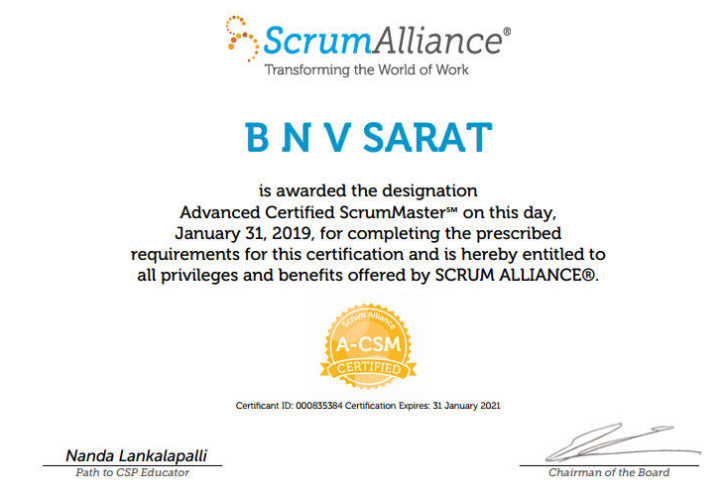 ScrumAlliance®
Transforming the World of Work
B N V SARAT
is awarded the designation
Advanced Certified ScrumMaster℠ on this day,
January 31, 2019, for completing the prescribed
requirements for this certification and is hereby entitled to
all privileges and benefits offered by SCRUM ALLIANCE®.
Scrum Alliance
A-CSM
CERTIFIED
Certificant ID: 000835384 Certification Expires: 31 January 2021
Nanda Lankalapalli
Path to CSP Educator
Chairman of the Board